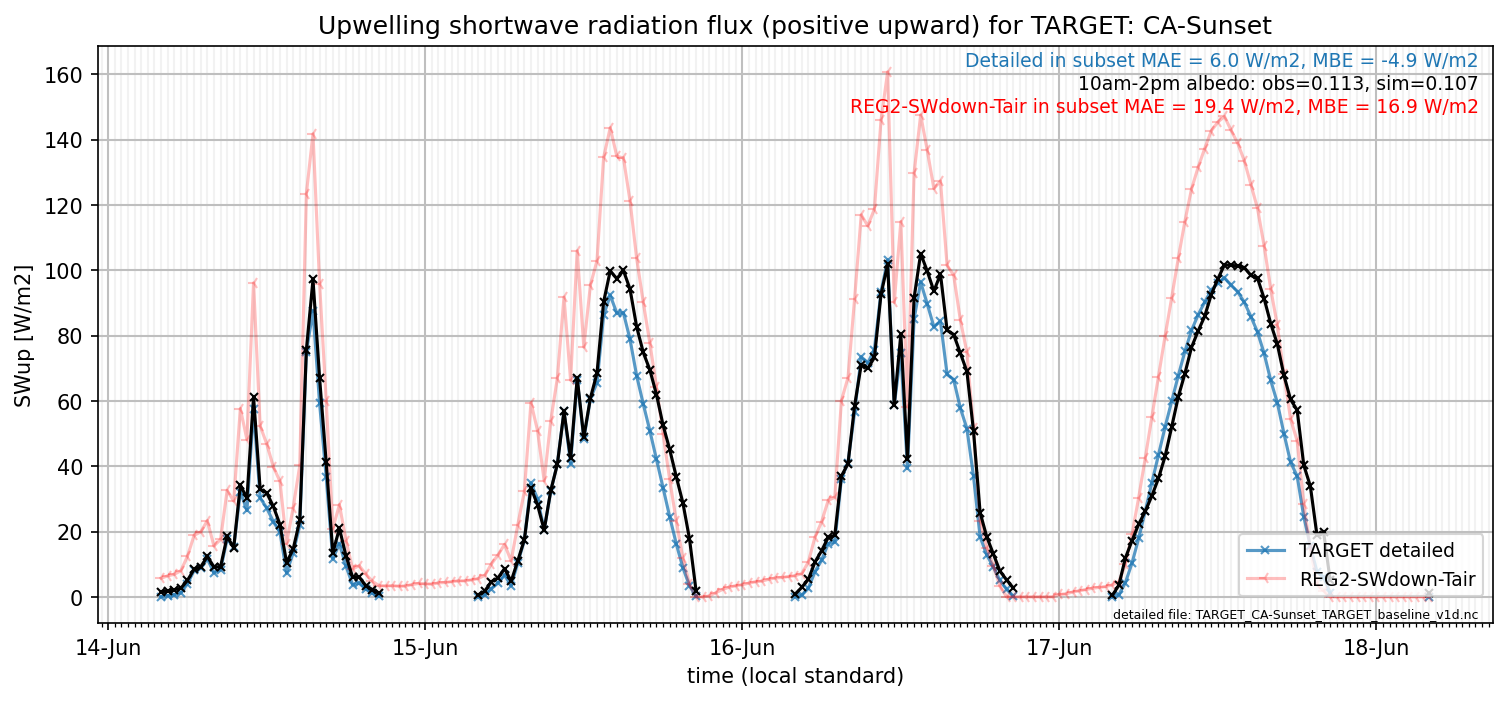 Upwelling shortwave radiation flux (positive upward) for TARGET: CA-Sunset
Detailed in subset MAE = 6.0 W/m2, MBE = -4.9 W/m2
10am-2pm albedo: obs=0.113, sim=0.107
REG2-SWdown-Tair in subset MAE = 19.4 W/m2, MBE = 16.9 W/m2
SWup [W/m2]
160
140
120
100
80
60
40
20
0
TARGET detailed
REG2-SWdown-Tair
detailed file: TARGET_CA-Sunset_TARGET_baseline_v1d.nc
14-Jun 15-Jun 16-Jun 17-Jun 18-Jun
time (local standard)